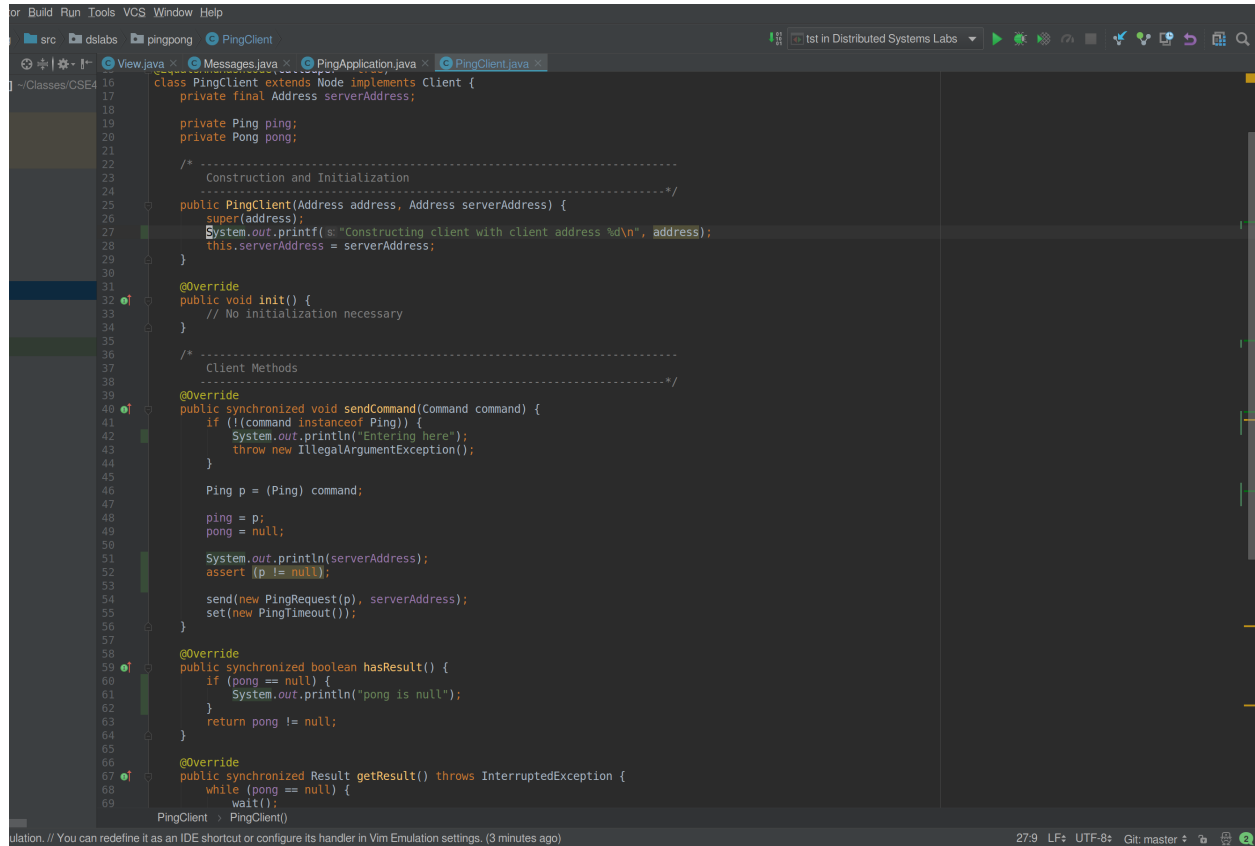 or Build Run Tools VCS Window Help
src dslabs pingpong PingClient
tst in Distributed Systems Labs
View.java Messages.java PingApplication.java PingClient.java
] ~/Classes/CSE4
16 class PingClient extends Node implements Client {
17 private final Address serverAddress;
18
19 private Ping ping;
20 private Pong pong;
21
22 /* -------------------------------------------------------------------------
23 Construction and Initialization
24 -----------------------------------------------------------------------*/
25 public PingClient(Address address, Address serverAddress) {
26 super(address);
27 System.out.printf( s: "Constructing client with client address %d\n", address);
28 this.serverAddress = serverAddress;
29 }
30
31 @Override
32 public void init() {
33 // No initialization necessary
34 }
35
36 /* -------------------------------------------------------------------------
37 Client Methods
38 -----------------------------------------------------------------------*/
39 @Override
40 public synchronized void sendCommand(Command command) {
41 if (!(command instanceof Ping)) {
42 System.out.println("Entering here");
43 throw new IllegalArgumentException();
44 }
45
46 Ping p = (Ping) command;
47
48 ping = p;
49 pong = null;
50
51 System.out.println(serverAddress);
52 assert (p != null);
53
54 send(new PingRequest(p), serverAddress);
55 set(new PingTimeout());
56 }
57
58 @Override
59 public synchronized boolean hasResult() {
60 if (pong == null) {
61 System.out.println("pong is null");
62 }
63 return pong != null;
64 }
65
66 @Override
67 public synchronized Result getResult() throws InterruptedException {
68 while (pong == null) {
69 wait();
PingClient › PingClient()
ulation. // You can redefine it as an IDE shortcut or configure its handler in Vim Emulation settings. (3 minutes ago) 27:9 LF UTF-8 Git: master 2